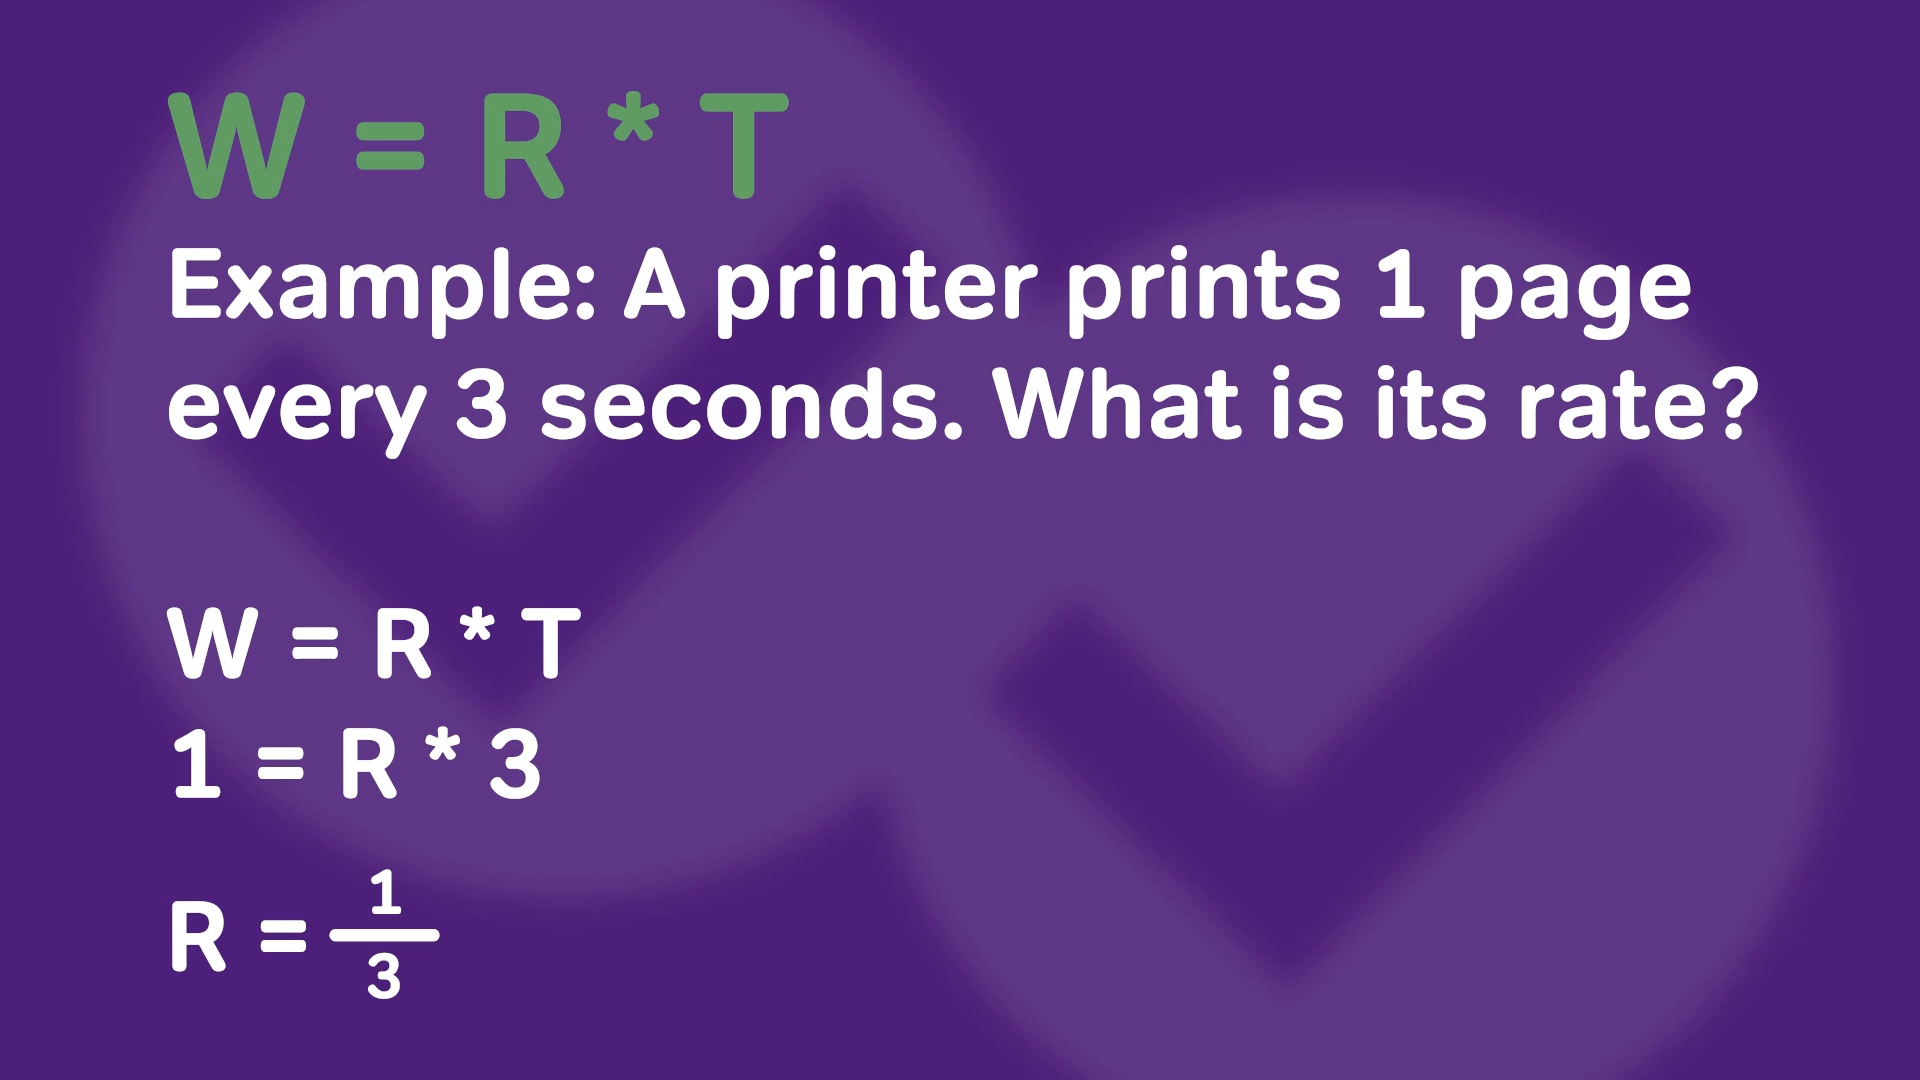 W = R * T
Example: A printer prints 1 page
every 3 seconds. What is its rate?
W = R * T
1 = R * 3
R = 1/3